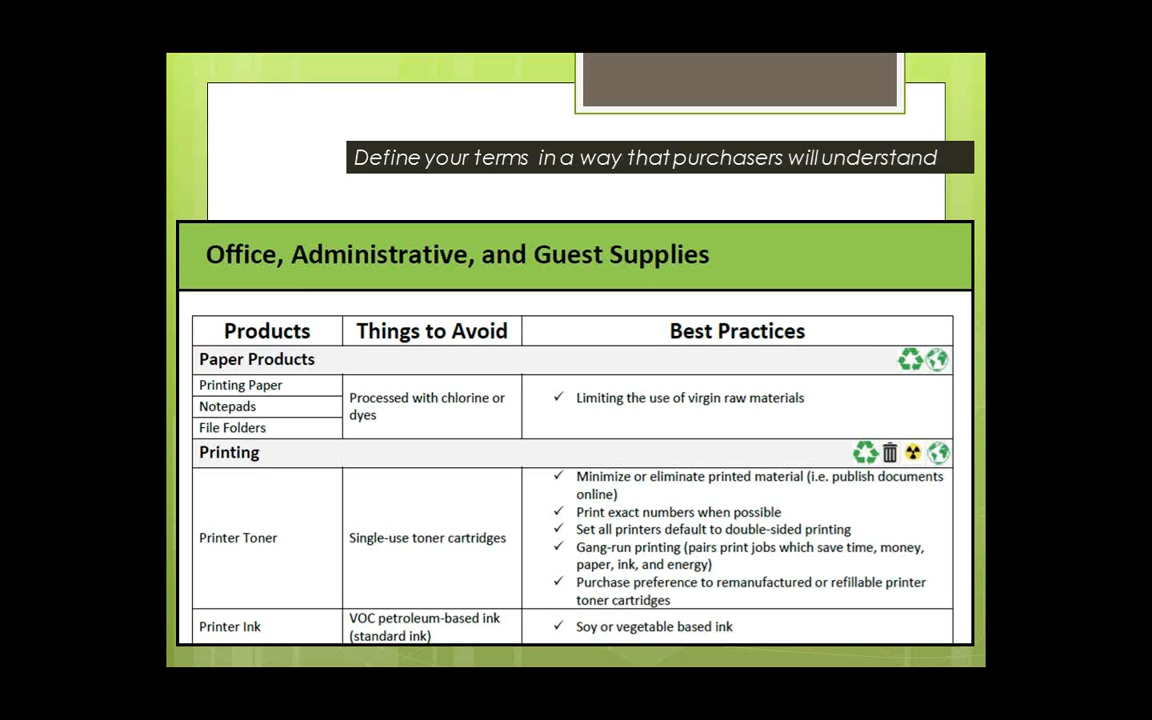 Define your terms in a way that purchasers will understand
Office, Administrative, and Guest Supplies
Products
Things to Avoid
Best Practices
Paper Products
Printing Paper
Notepads
File Folders
Processed with chlorine or
dyes
✓ Limiting the use of virgin raw materials
Printing
Printer Toner
Single-use toner cartridges
✓ Minimize or eliminate printed material (i.e. publish documents
online)
✓ Print exact numbers when possible
✓ Set all printers default to double-sided printing
✓ Gang-run printing (pairs print jobs which save time, money,
paper, ink, and energy)
✓ Purchase preference to remanufactured or refillable printer
toner cartridges
Printer Ink
VOC petroleum-based ink
(standard ink)
✓ Soy or vegetable based ink